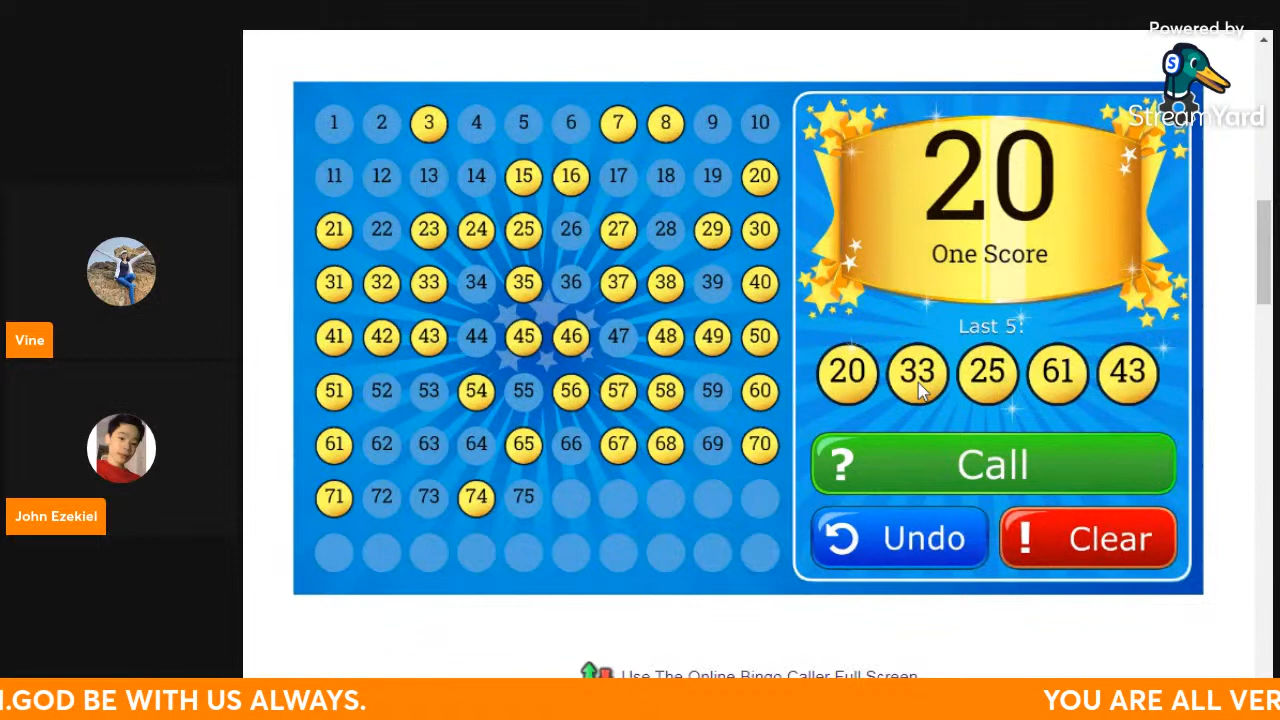 Powered by
StreamYard
1 2 3 4 5 6 7 8 9 10
11 12 13 14 15 16 17 18 19 20
21 22 23 24 25 26 27 28 29 30
31 32 33 34 35 36 37 38 39 40
41 42 43 44 45 46 47 48 49 50
51 52 53 54 55 56 57 58 59 60
61 62 63 64 65 66 67 68 69 70
71 72 73 74 75
20
One Score
Last 5:
20 33 25 61 43
? Call
Undo
! Clear
Vine
John Ezekiel
Use The Online Bingo Caller Full Screen
.GOD BE WITH US ALWAYS. YOU ARE ALL VER